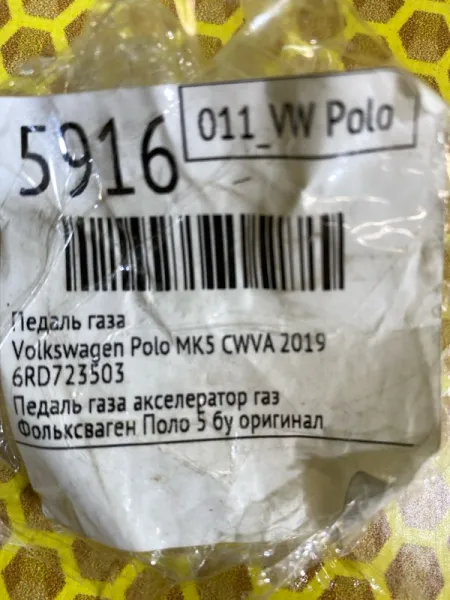 5916
011_VW Polo
Педаль газа
Volkswagen Polo MK5 CWVA 2019
6RD723503
Педаль газа акселератор газ
Фольксваген Поло 5 бу оригинал